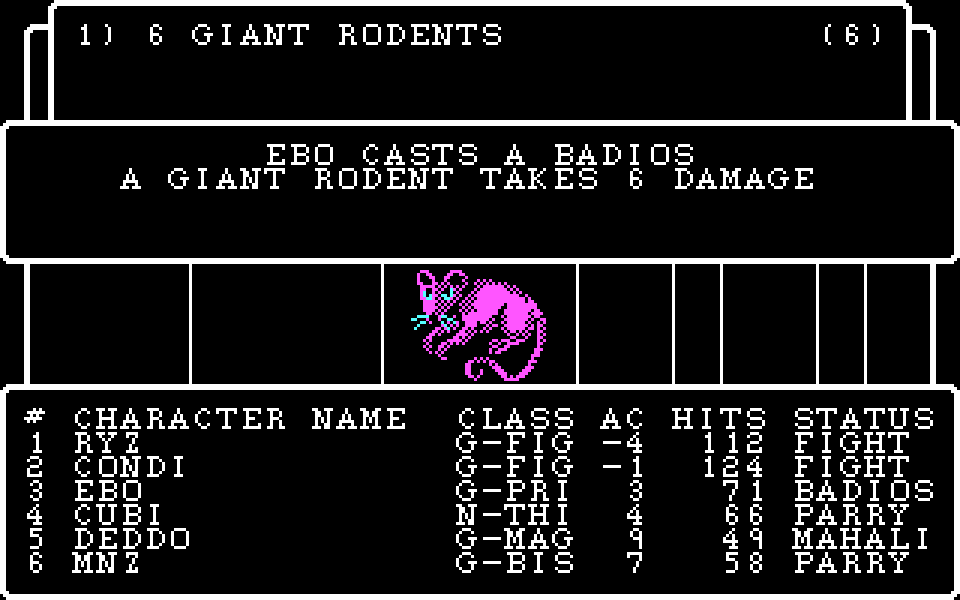 1) 6 GIANT RODENTS (6)
EBO CASTS A BADIOS
A GIANT RODENT TAKES 6 DAMAGE
# CHARACTER NAME CLASS AC HITS STATUS
1 RYZ G-FIG -4 112 FIGHT
2 CONDI G-FIG -1 124 FIGHT
3 EBO G-PRI 3 71 BADIOS
4 CUBI N-THI 4 66 PARRY
5 DEDDO G-MAG 9 49 MAHALI
6 MNZ G-BIS 7 58 PARRY